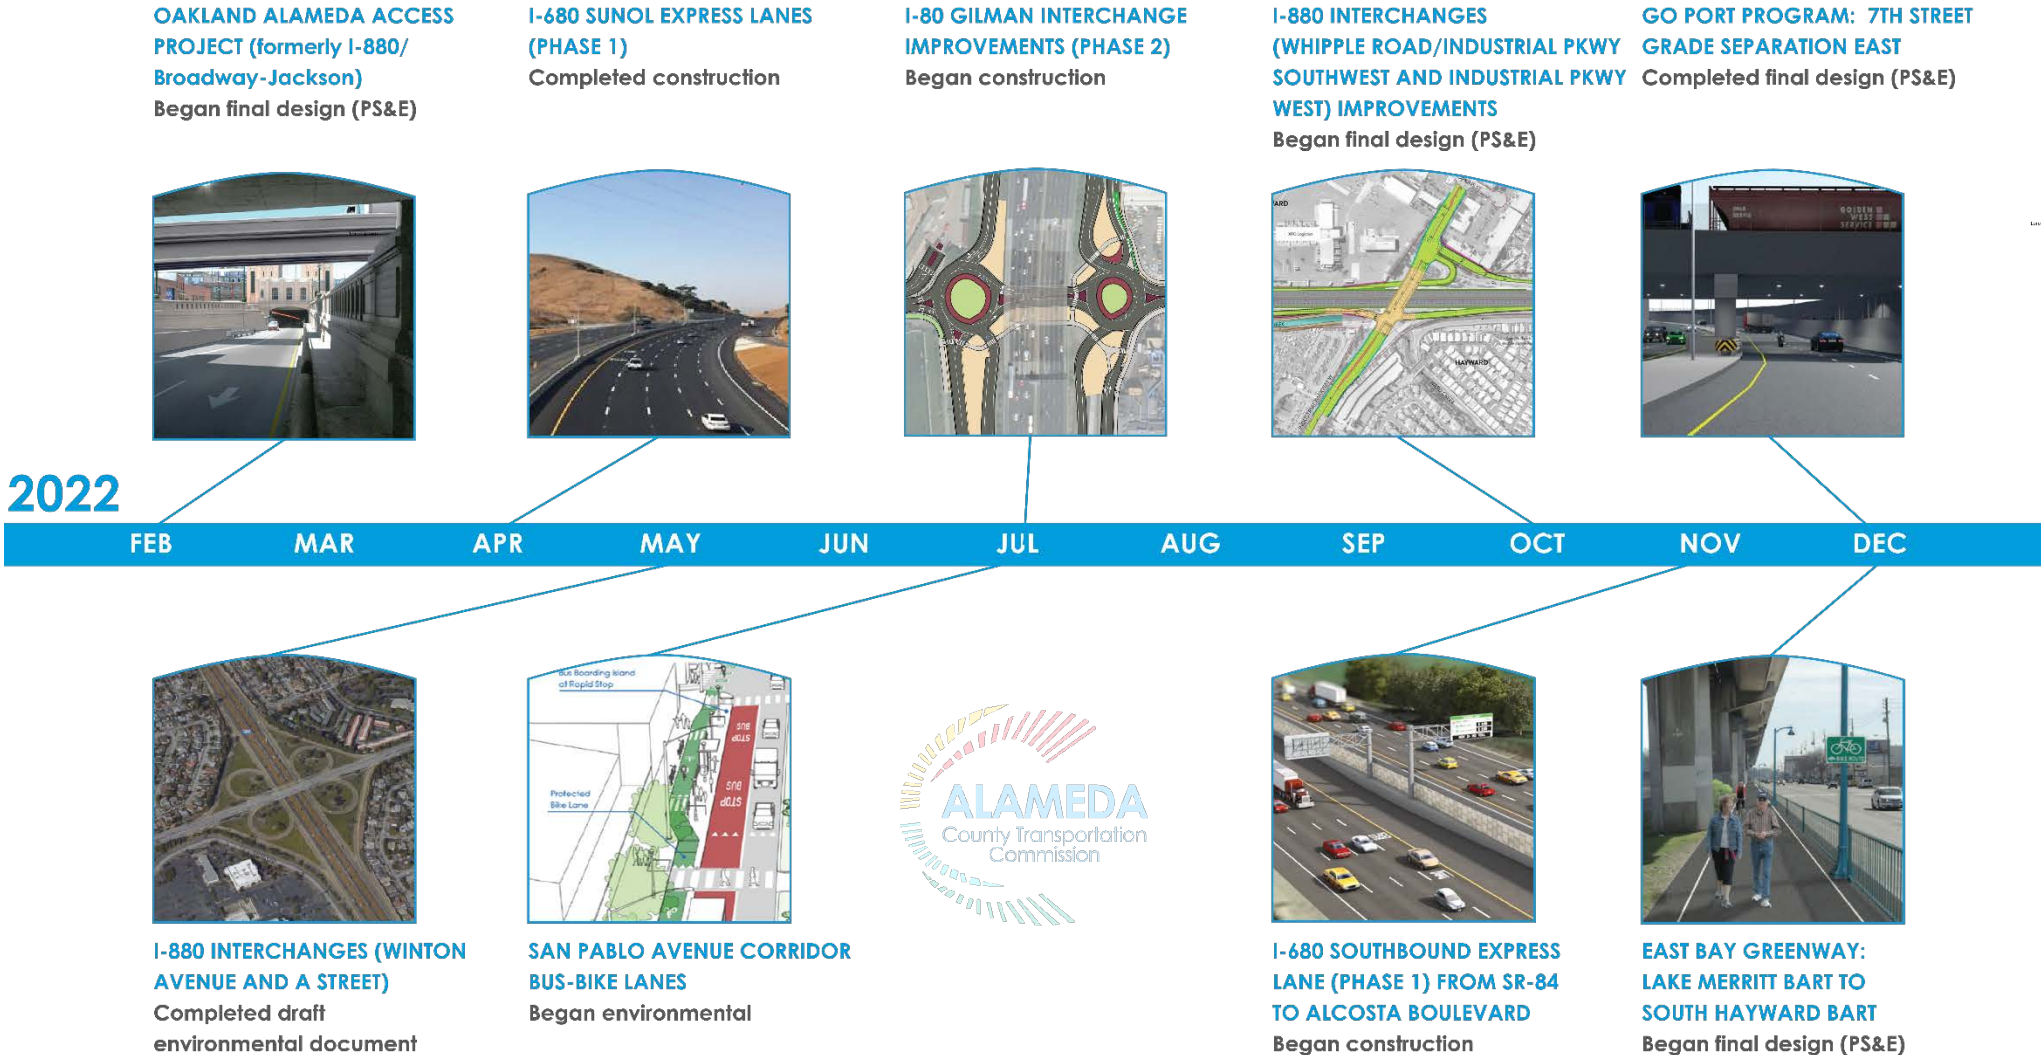 OAKLAND ALAMEDA ACCESS
PROJECT (formerly I-880/
Broadway-Jackson)
Began final design (PS&E)
I-680 SUNOL EXPRESS LANES
(PHASE 1)
Completed construction
I-80 GILMAN INTERCHANGE
IMPROVEMENTS (PHASE 2)
Began construction
I-880 INTERCHANGES
(WHIPPLE ROAD/INDUSTRIAL PKWY
SOUTHWEST AND INDUSTRIAL PKWY
WEST) IMPROVEMENTS
Began final design (PS&E)
GO PORT PROGRAM: 7TH STREET
GRADE SEPARATION EAST
Completed final design (PS&E)
HAYWARD
GOLDEN
WEST
SERVICE
2022
FEB MAR APR MAY JUN JUL AUG SEP OCT NOV DEC
Bus Boarding Island
at Rapid Stop
BUS
STOP
Protected
Bike Lane
BUS
STOP
ALAMEDA
County Transportation
Commission
BIKE ROUTE
I-880 INTERCHANGES (WINTON
AVENUE AND A STREET)
Completed draft
environmental document
SAN PABLO AVENUE CORRIDOR
BUS-BIKE LANES
Began environmental
I-680 SOUTHBOUND EXPRESS
LANE (PHASE 1) FROM SR-84
TO ALCOSTA BOULEVARD
Began construction
EAST BAY GREENWAY:
LAKE MERRITT BART TO
SOUTH HAYWARD BART
Began final design (PS&E)